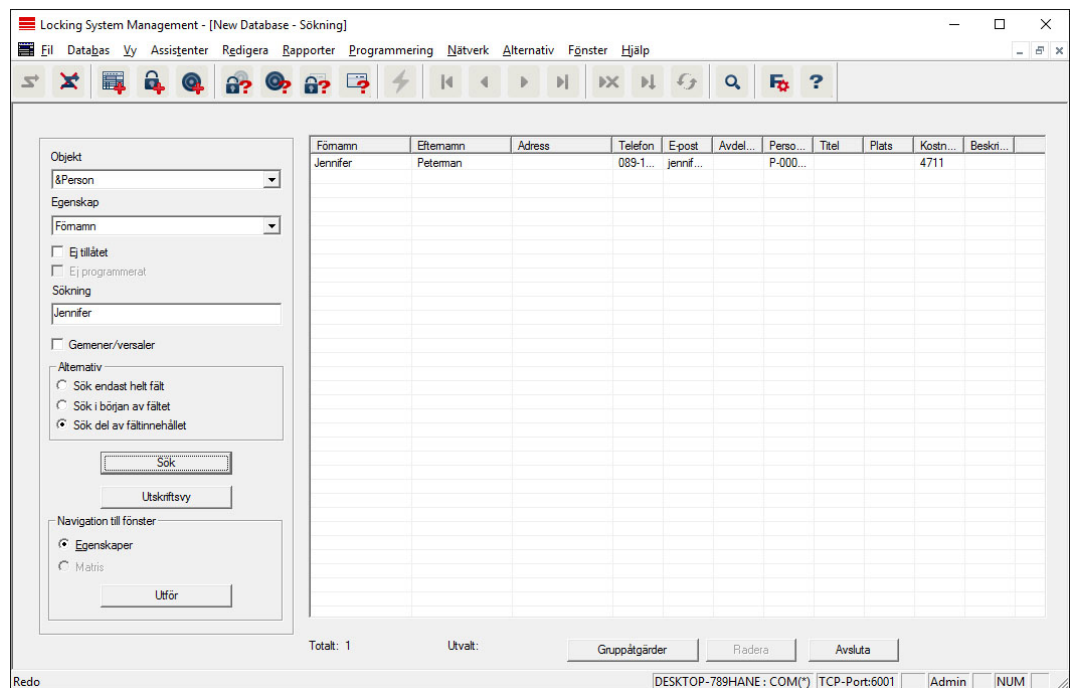 Locking System Management - [New Database - Sökning]
Fil Databas Vy Assistenter Redigera Rapporter Programmering Nätverk Alternativ Fönster Hjälp
Objekt
&Person
Egenskap
Förnamn
Ej tillåtet
Ej programmerat
Sökning
Jennifer
Gemener/versaler
Alternativ
Sök endast helt fält
Sök i början av fältet
Sök del av fältinnehållet
Sök
Utskriftsvy
Navigation till fönster
Egenskaper
Matris
Utför
Förnamn Efternamn Adress Telefon E-post Avdel... Perso... Titel Plats Kostn... Beskri...
Jennifer Peterman 089-1... jennif... P-000... 4711
Totalt: 1 Utvalt:
Gruppåtgärder Radera Avsluta
Redo DESKTOP-789HANE : COM(*) TCP-Port:6001 Admin NUM